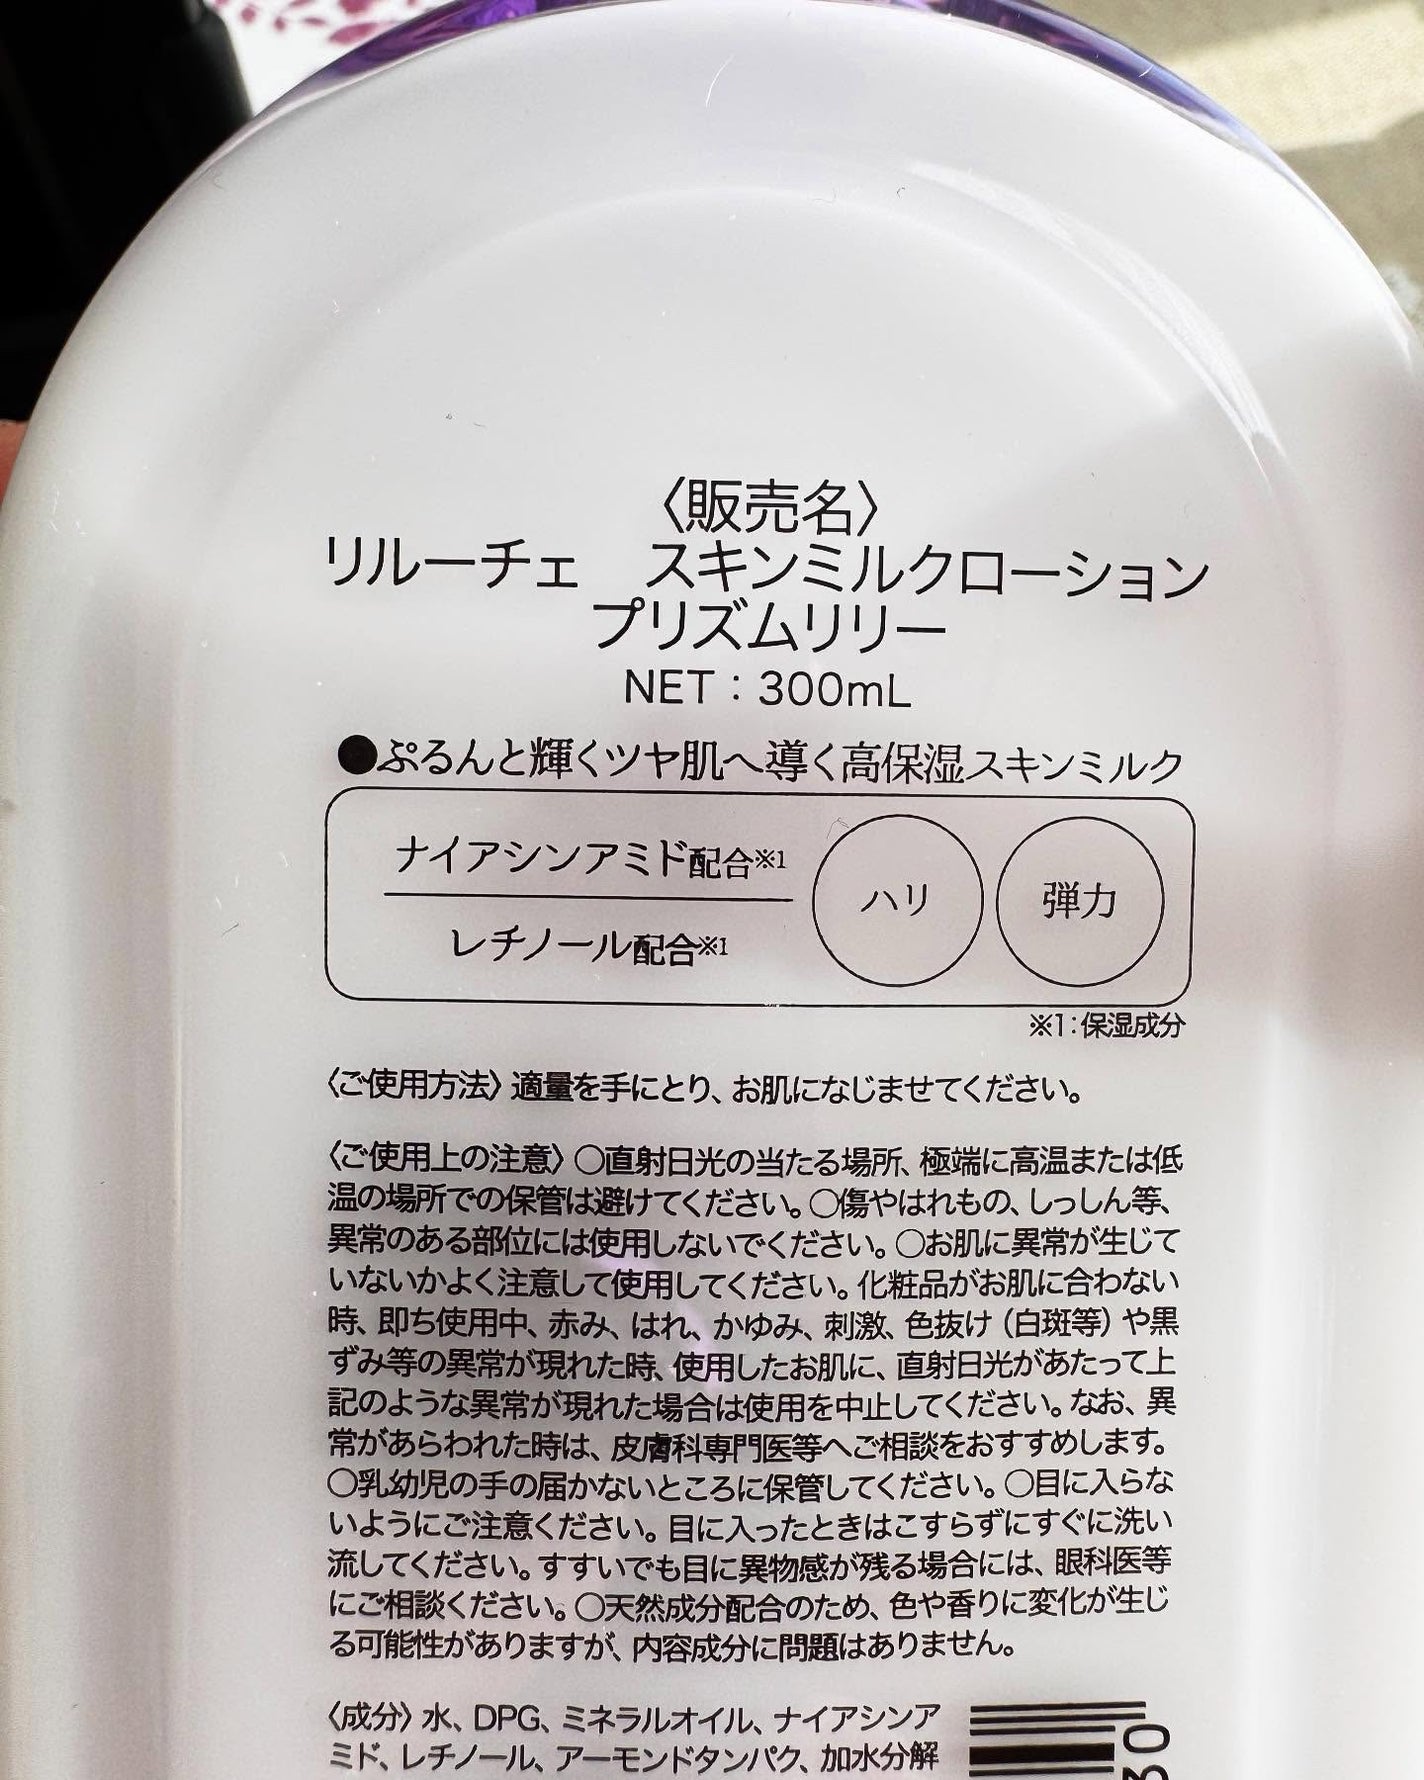 〈販売名〉
リルーチェ　スキンミルクローション
プリズムリリー
NET：300mL
●ぷるんと輝くツヤ肌へ導く高保湿スキンミルク
ナイアシンアミド配合※1
レチノール配合※1
ハリ
弾力
※1：保湿成分
〈ご使用方法〉適量を手にとり、お肌になじませてください。
〈ご使用上の注意〉○直射日光の当たる場所、極端に高温または低
温の場所での保管は避けてください。○傷やはれもの、しっしん等、
異常のある部位には使用しないでください。○お肌に異常が生じて
いないかよく注意して使用してください。化粧品がお肌に合わない
時、即ち使用中、赤み、はれ、かゆみ、刺激、色抜け（白斑等）や黒
ずみ等の異常が現れた時、使用したお肌に、直射日光があたって上
記のような異常が現れた場合は使用を中止してください。なお、異
常があらわれた時は、皮膚科専門医等へご相談をおすすめします。
○乳幼児の手の届かないところに保管してください。○目に入らな
いようにご注意ください。目に入ったときはこすらずにすぐに洗い
流してください。すすいでも目に異物感が残る場合には、眼科医等
にご相談ください。○天然成分配合のため、色や香りに変化が生じ
る可能性がありますが、内容成分に問題はありません。
〈成分〉水、DPG、ミネラルオイル、ナイアシンア
ミド、レチノール、アーモンドタンパク、加水分解